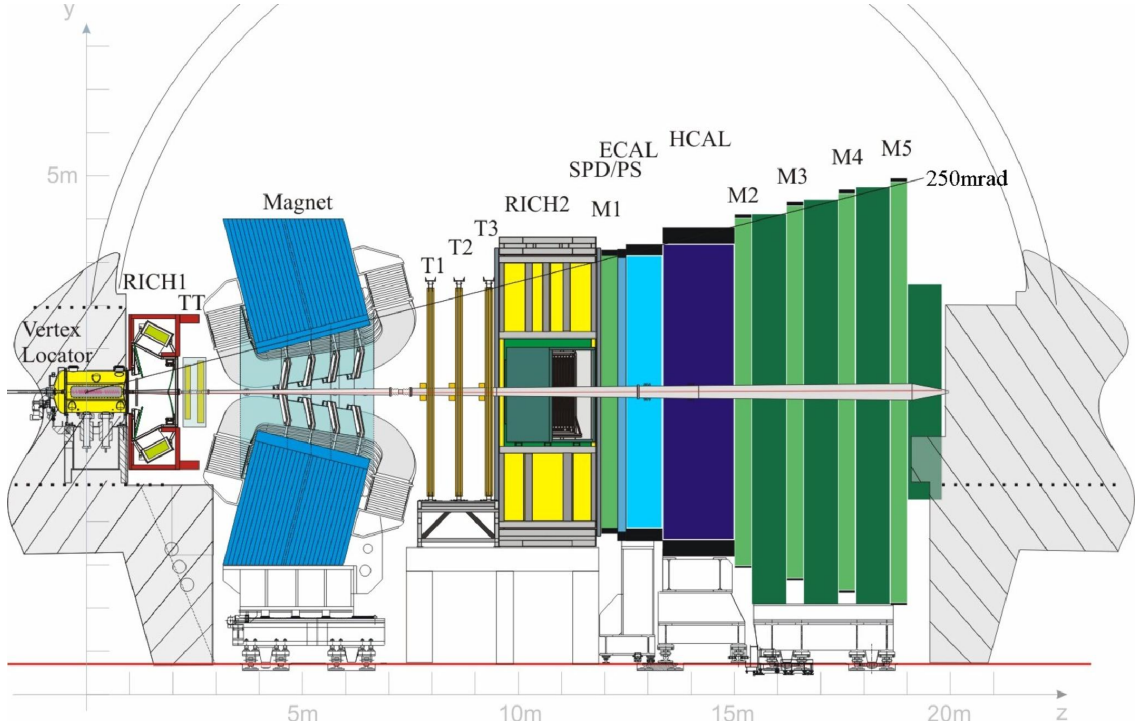 y
5m
Vertex
Locator
RICH1
TT
Magnet
T1
T2
T3
RICH2
M1
SPD/PS
ECAL
HCAL
M2
M3
M4
M5
250mrad
5m
10m
15m
20m
z